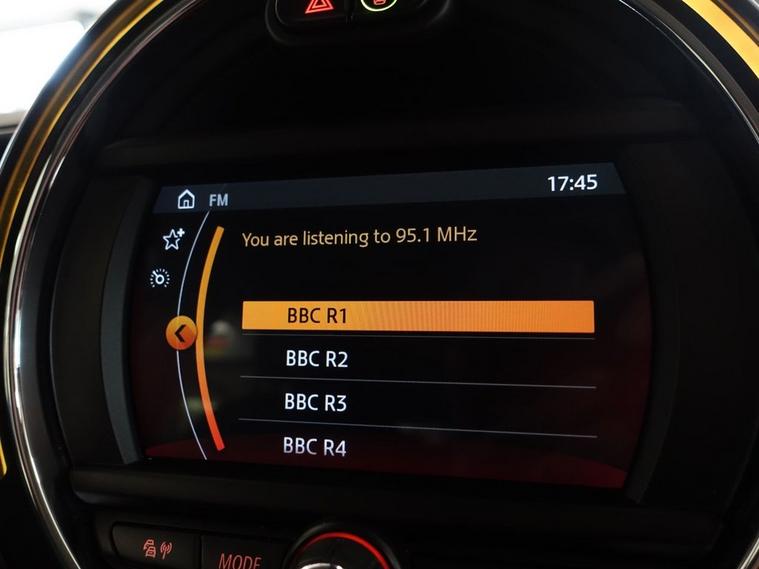 FM 17:45
You are listening to 95.1 MHz
BBC R1
BBC R2
BBC R3
BBC R4
MODE